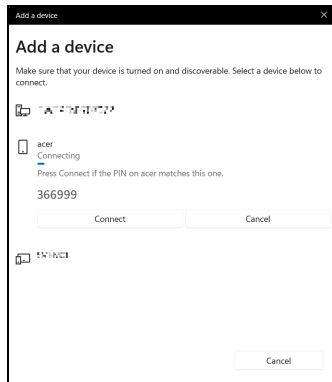 Add a device
Add a device
Make sure that your device is turned on and discoverable. Select a device below to
connect.
acer
Connecting
Press Connect if the PIN on acer matches this one.
366999
Connect Cancel
Cancel